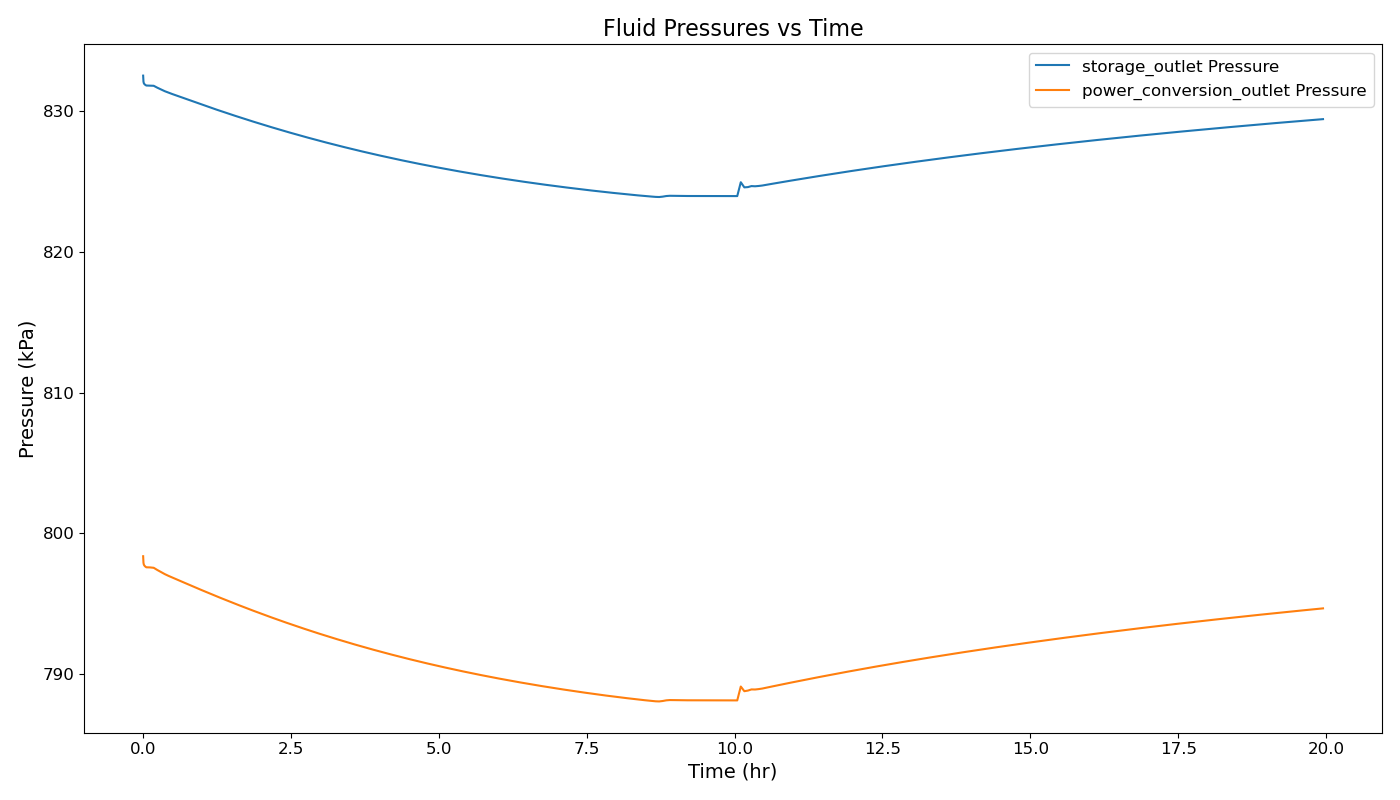 Fluid Pressures vs Time
storage_outlet Pressure
power_conversion_outlet Pressure
Pressure (kPa)
830
820
810
800
790
0.0 2.5 5.0 7.5 10.0 12.5 15.0 17.5 20.0
Time (hr)